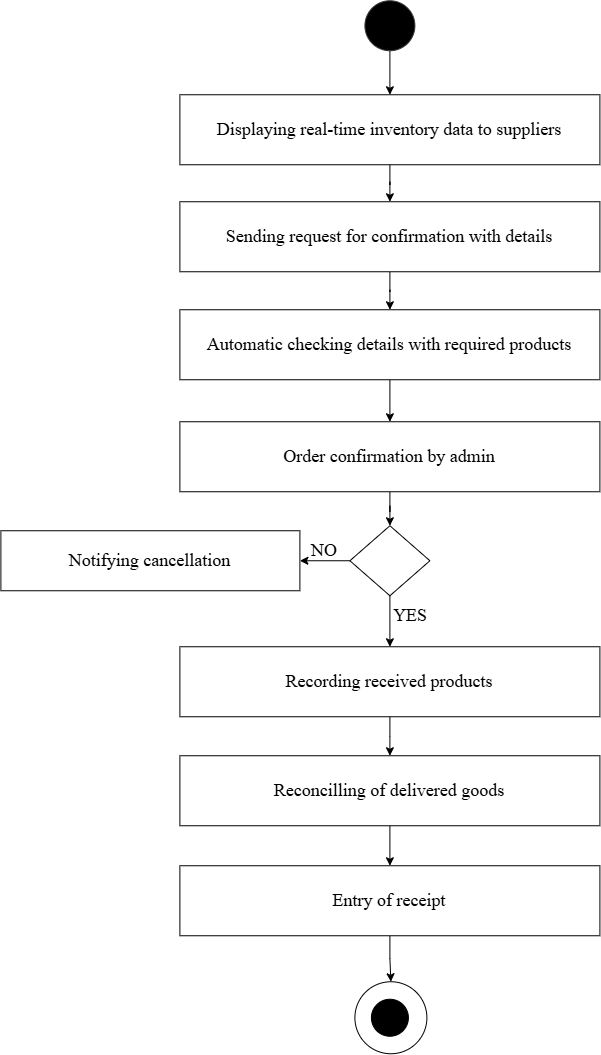 Displaying real-time inventory data to suppliers
Sending request for confirmation with details
Automatic checking details with required products
Order confirmation by admin
NO
Notifying cancellation
YES
Recording received products
Reconcilling of delivered goods
Entry of receipt